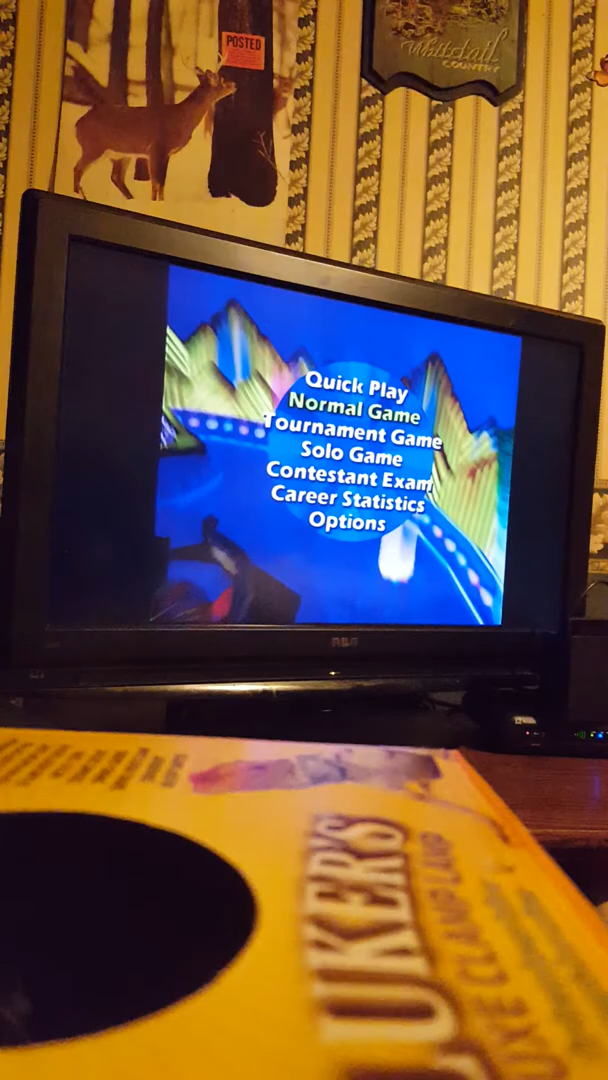 POSTED
Whitetail
COUNTRY
Quick Play
Normal Game
Tournament Game
Solo Game
Contestant Exam
Career Statistics
Options
RCA
UKER'S